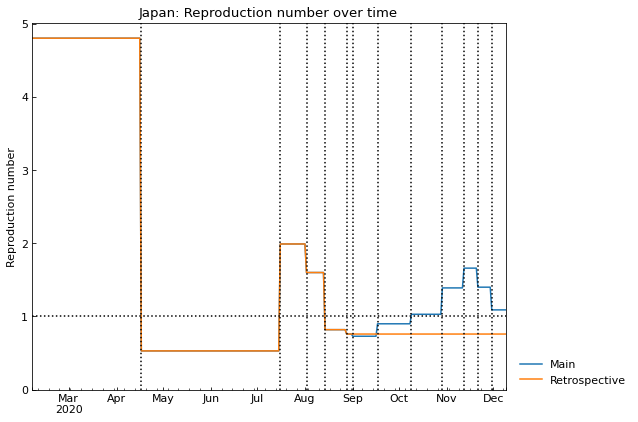 Japan: Reproduction number over time
Reproduction number
5
4
3
2
1
0
Mar Apr May Jun Jul Aug Sep Oct Nov Dec
2020
Main
Retrospective